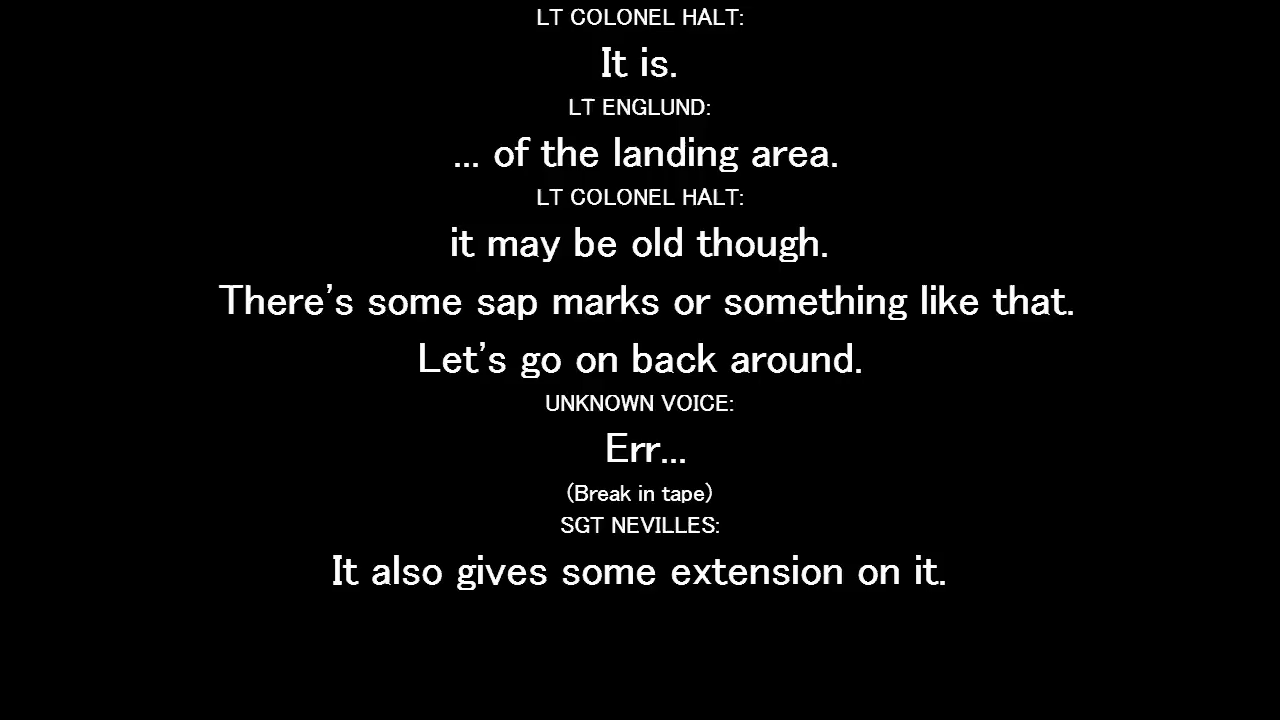 LT COLONEL HALT:
It is.
LT ENGLUND:
... of the landing area.
LT COLONEL HALT:
it may be old though.
There's some sap marks or something like that.
Let's go on back around.
UNKNOWN VOICE:
Err...
(Break in tape)
SGT NEVILLES:
It also gives some extension on it.